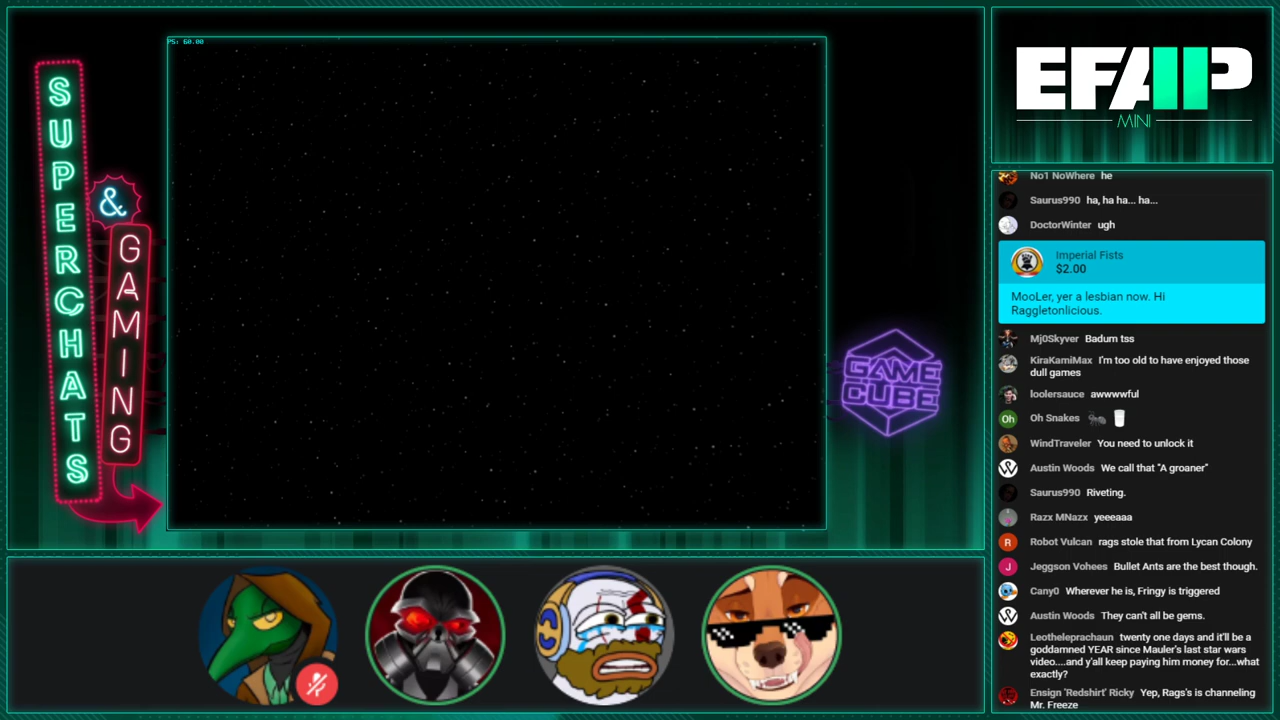 SUPERCHATS
&
GAMING
PS: 60.00
GAME
CUBE
EFAP
MINI
No1 NoWhere he
Saurus990 ha, ha ha... ha...
DoctorWinter ugh
Imperial Fists
$2.00
MooLer, yer a lesbian now. Hi
Raggletonlicious.
Mj0Skyver Badum tss
KiraKamiMax I'm too old to have enjoyed those
dull games
loolersauce awwwwful
Oh
Oh Snakes 🐜 🥛
WindTraveler You need to unlock it
Austin Woods We call that "A groaner"
Saurus990 Riveting.
Razx MNazx yeeeaaa
R
Robot Vulcan rags stole that from Lycan Colony
J
Jeggson Vohees Bullet Ants are the best though.
Cany0 Wherever he is, Fringy is triggered
Austin Woods They can't all be gems.
Leotheleprachaun twenty one days and it'll be a
goddamned YEAR since Mauler's last star wars
video....and y'all keep paying him money for...what
exactly?
Ensign 'Redshirt' Ricky Yep, Rags's is channeling
Mr. Freeze